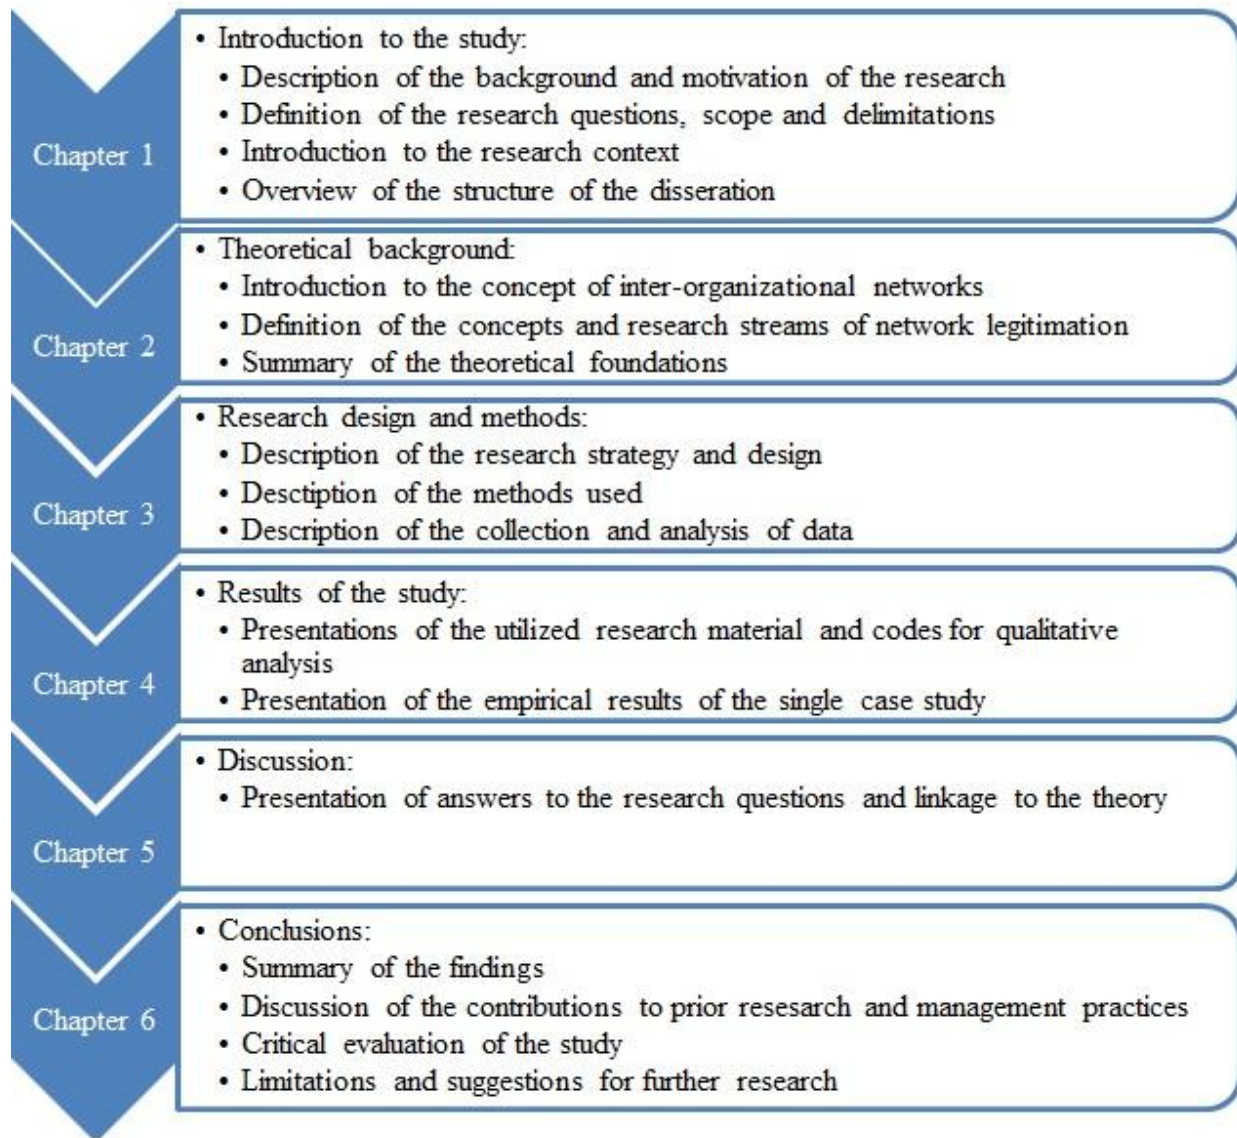 Chapter 1
• Introduction to the study:
• Description of the background and motivation of the research
• Definition of the research questions, scope and delimitations
• Introduction to the research context
• Overview of the structure of the disseration
Chapter 2
• Theoretical background:
• Introduction to the concept of inter-organizational networks
• Definition of the concepts and research streams of network legitimation
• Summary of the theoretical foundations
Chapter 3
• Research design and methods:
• Description of the research strategy and design
• Desctiption of the methods used
• Description of the collection and analysis of data
Chapter 4
• Results of the study:
• Presentations of the utilized research material and codes for qualitative
analysis
• Presentation of the empirical results of the single case study
Chapter 5
• Discussion:
• Presentation of answers to the research questions and linkage to the theory
Chapter 6
• Conclusions:
• Summary of the findings
• Discussion of the contributions to prior resesarch and management practices
• Critical evaluation of the study
• Limitations and suggestions for further research